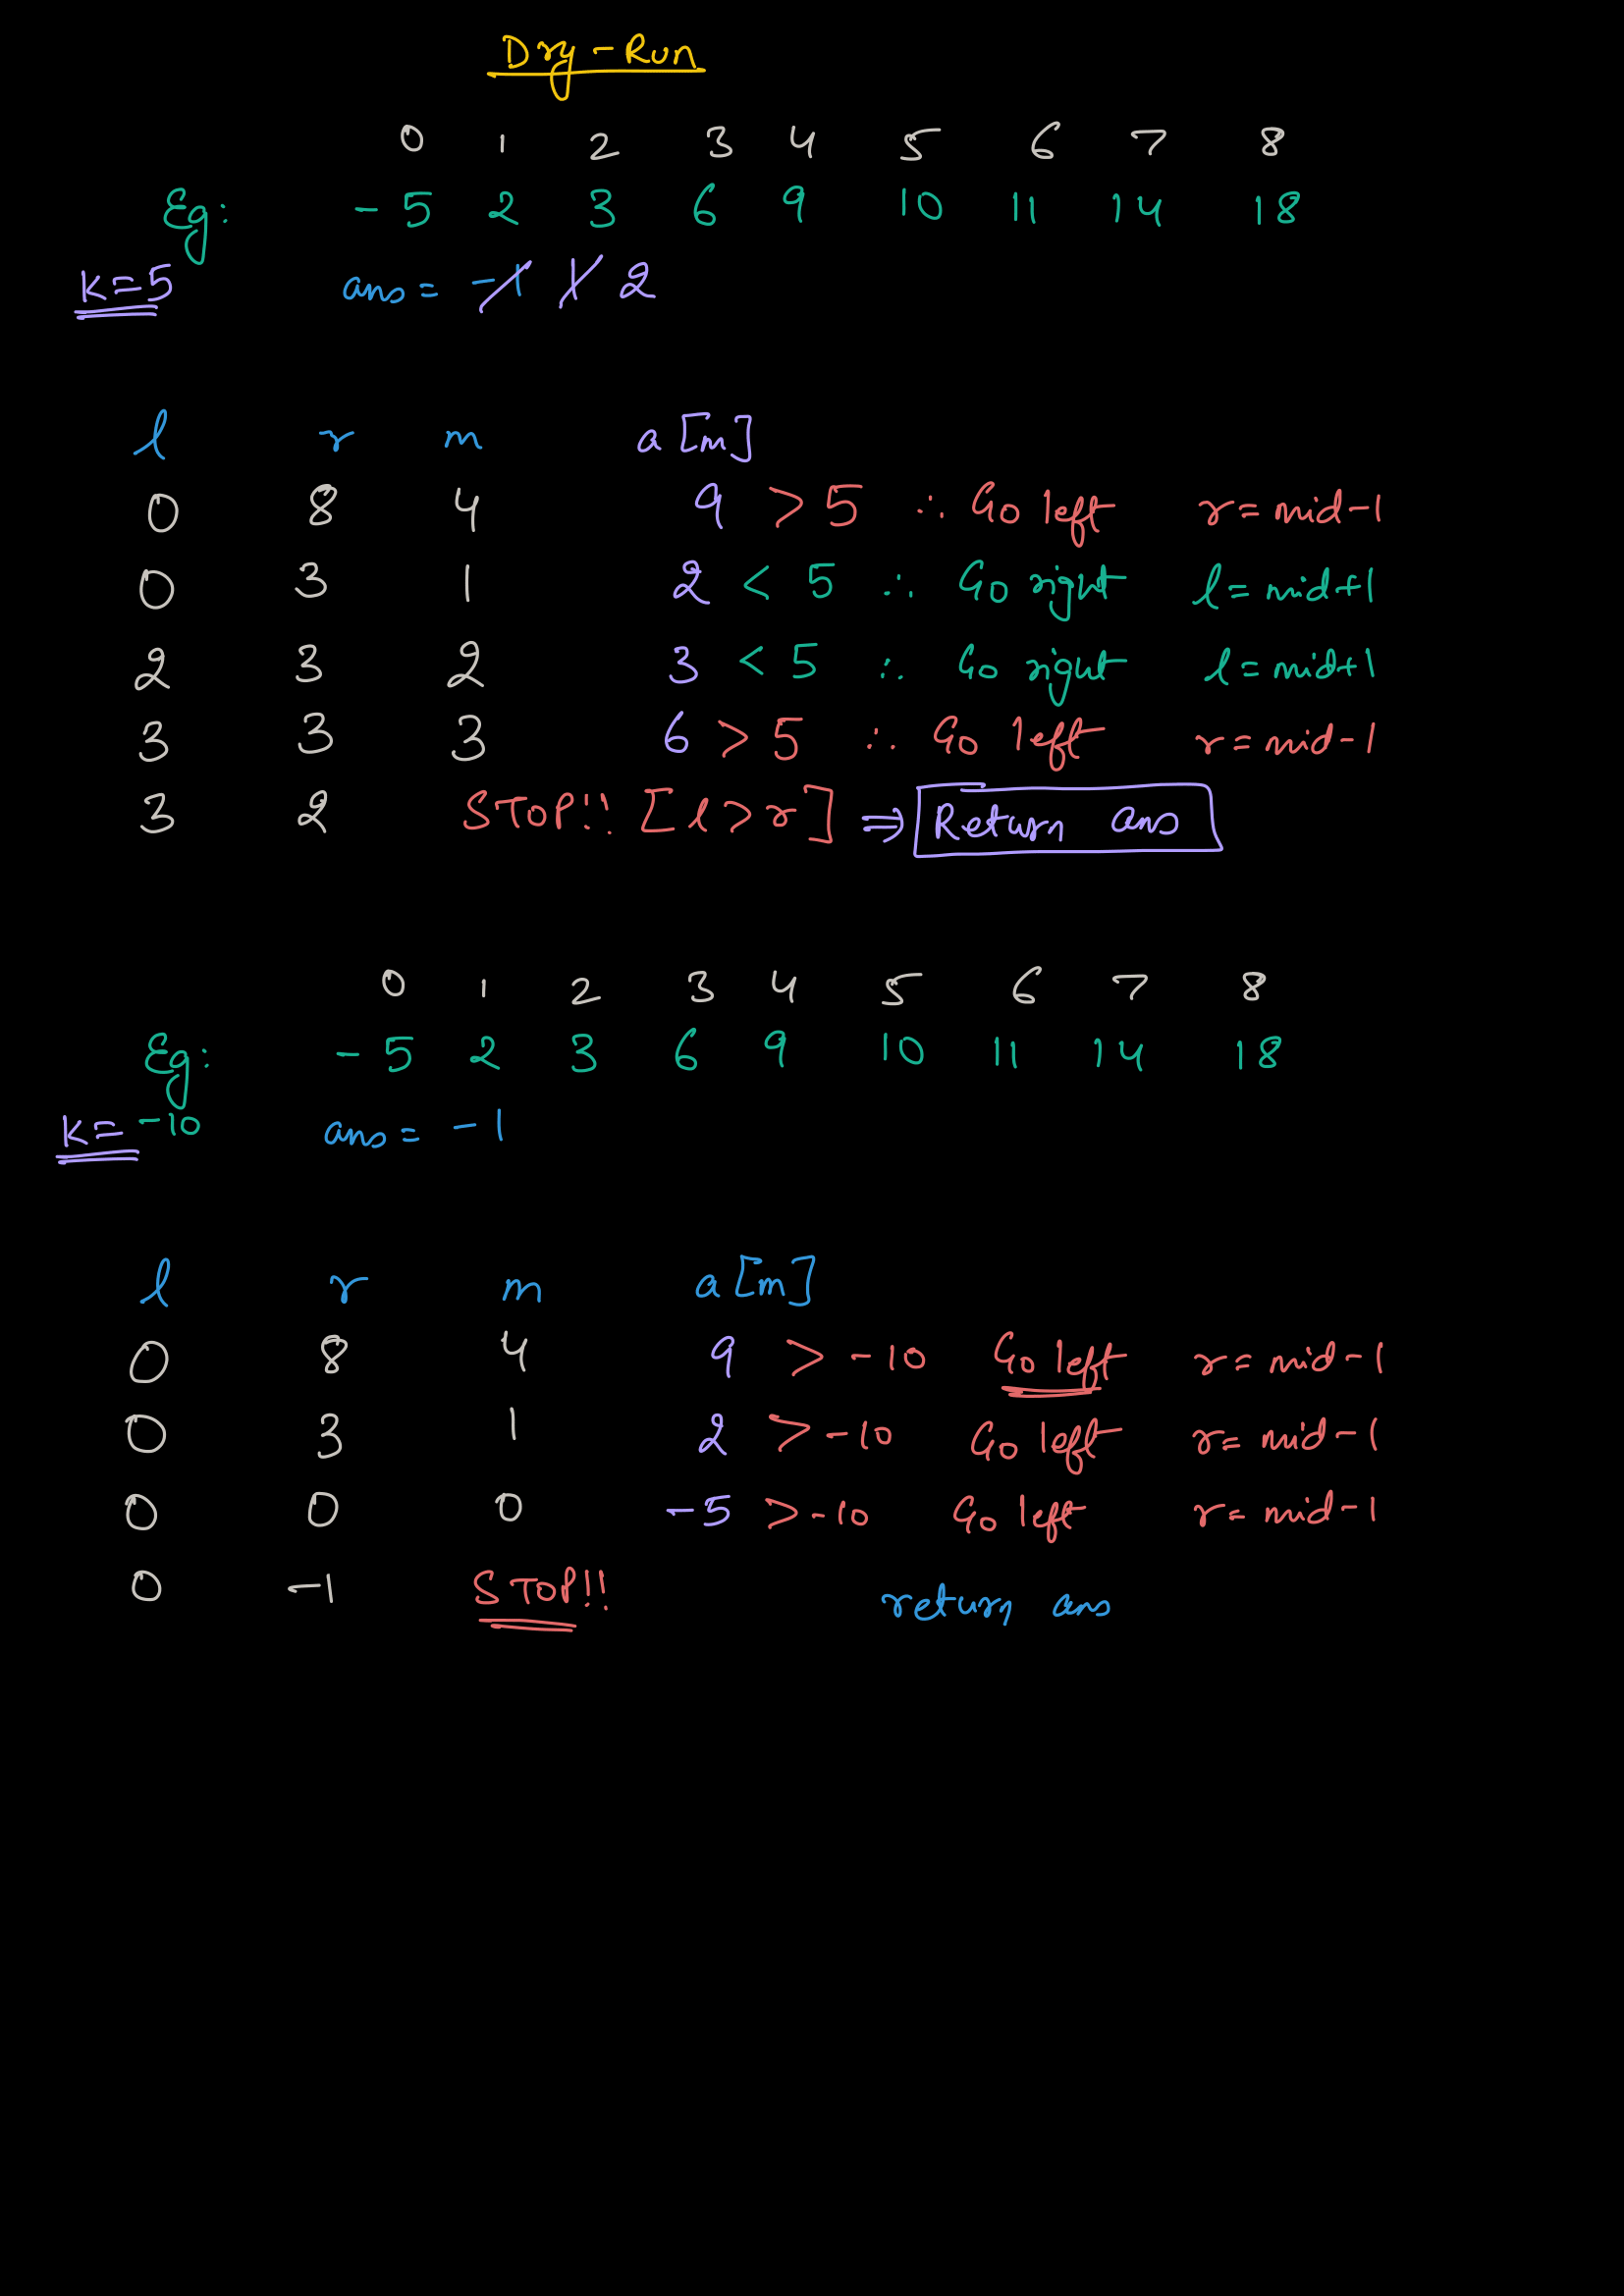 Dry-Run
0 1 2 3 4 5 6 7 8
Eg: -5 2 3 6 9 10 11 14 18
K=5 ans = -1 1 2
l r m a[m]
0 8 4 9 > 5 ∴ Go left r=mid-1
0 3 1 2 < 5 ∴ Go right l=mid+1
2 3 2 3 < 5 ∴ Go right l=mid+1
3 3 3 6 > 5 ∴ Go left r=mid-1
3 2 STOP!! [l>r] ⇒ Return ans
0 1 2 3 4 5 6 7 8
Eg: -5 2 3 6 9 10 11 14 18
K= -10 ans = -1
l r m a[m]
0 8 4 9 > -10 Go left r=mid-1
0 3 1 2 > -10 Go left r=mid-1
0 0 0 -5 > -10 Go left r=mid-1
0 -1 STOP!! return ans